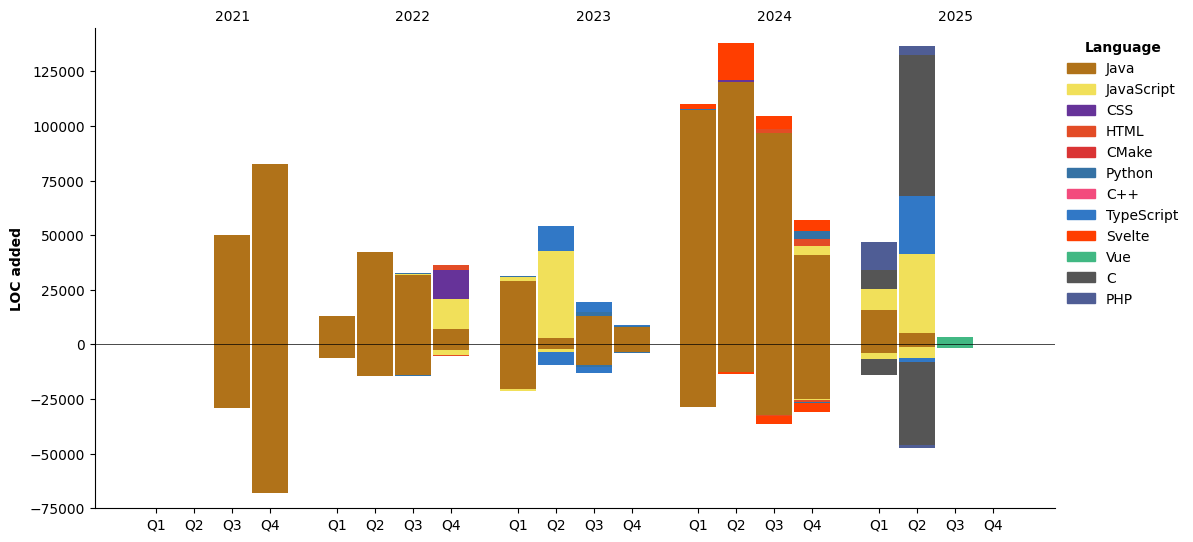 2021 2022 2023 2024 2025
Language
Java
JavaScript
CSS
HTML
CMake
Python
C++
TypeScript
Svelte
Vue
C
PHP
LOC added
125000
100000
75000
50000
25000
0
−25000
−50000
−75000
Q1 Q2 Q3 Q4 Q1 Q2 Q3 Q4 Q1 Q2 Q3 Q4 Q1 Q2 Q3 Q4 Q1 Q2 Q3 Q4